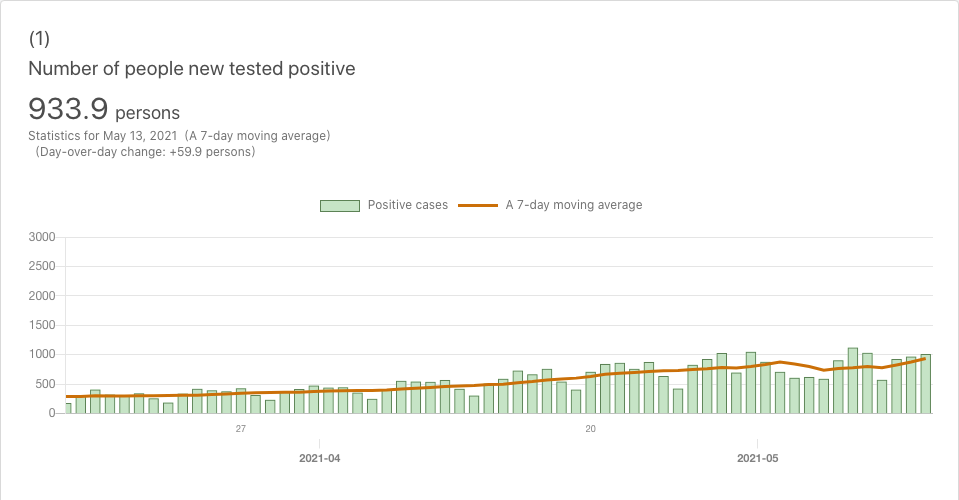 (1)
Number of people new tested positive
933.9 persons
Statistics for May 13, 2021 (A 7-day moving average)
(Day-over-day change: +59.9 persons)
Positive cases A 7-day moving average
3000
2500
2000
1500
1000
500
0
27 20
2021-04 2021-05